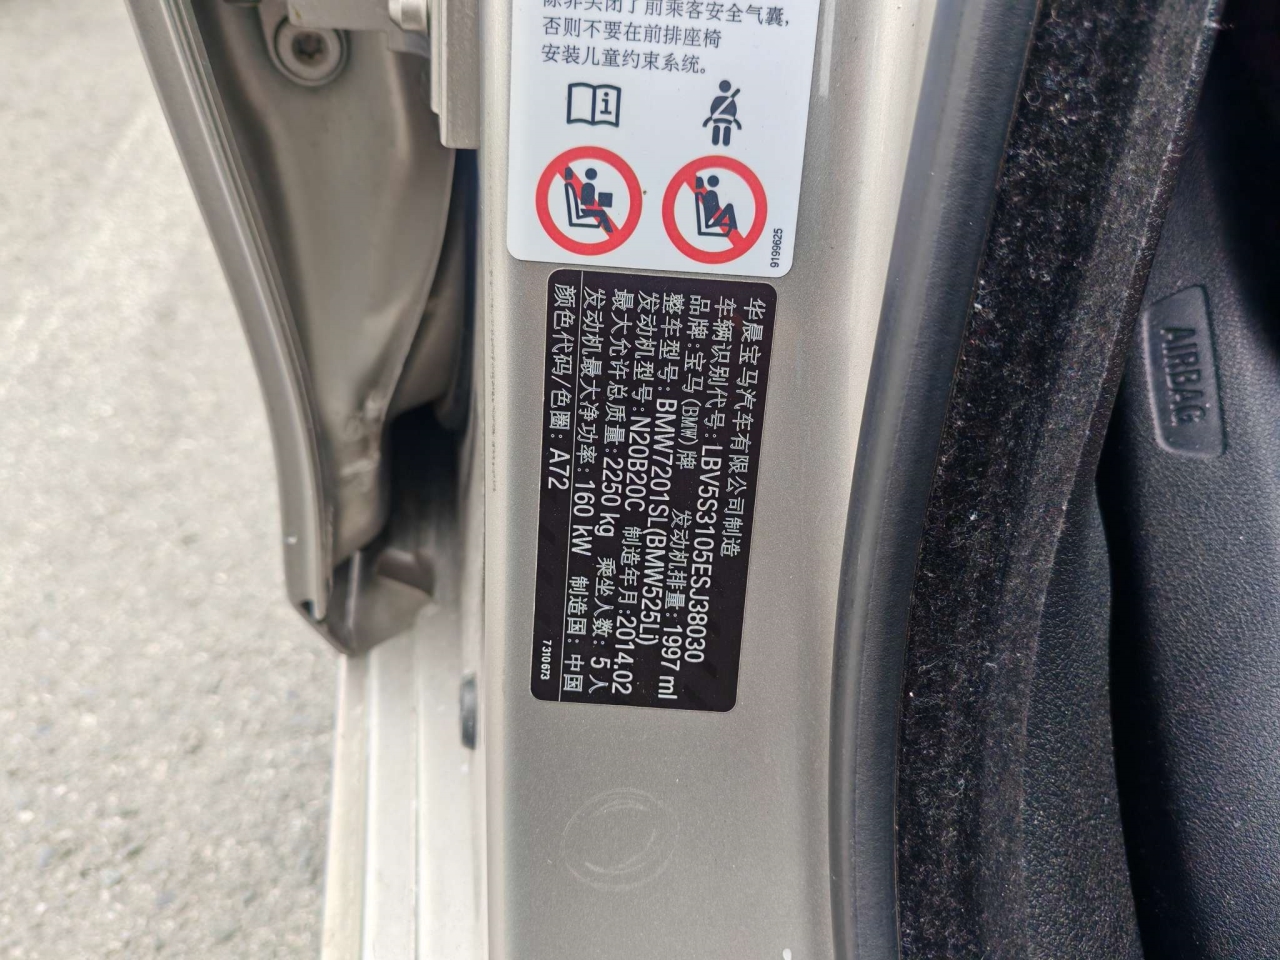 除非关闭了前乘客安全气囊，
否则不要在前排座椅
安装儿童约束系统。
9199625
华晨宝马汽车有限公司制造
车辆识别代号：LBV5S3105ESJ38030
品牌：宝马（BMW)牌 发动机排量：1997 ml
整车型号：BMW7201SL(BMW525Li)
发动机型号：N20B20C 制造年月：2014.02
最大允许总质量：2250 kg 乘坐人数：5人
发动机最大净功率：160 kW 制造国：中国
颜色代码/色圈：A72
7310673
AIRBAG